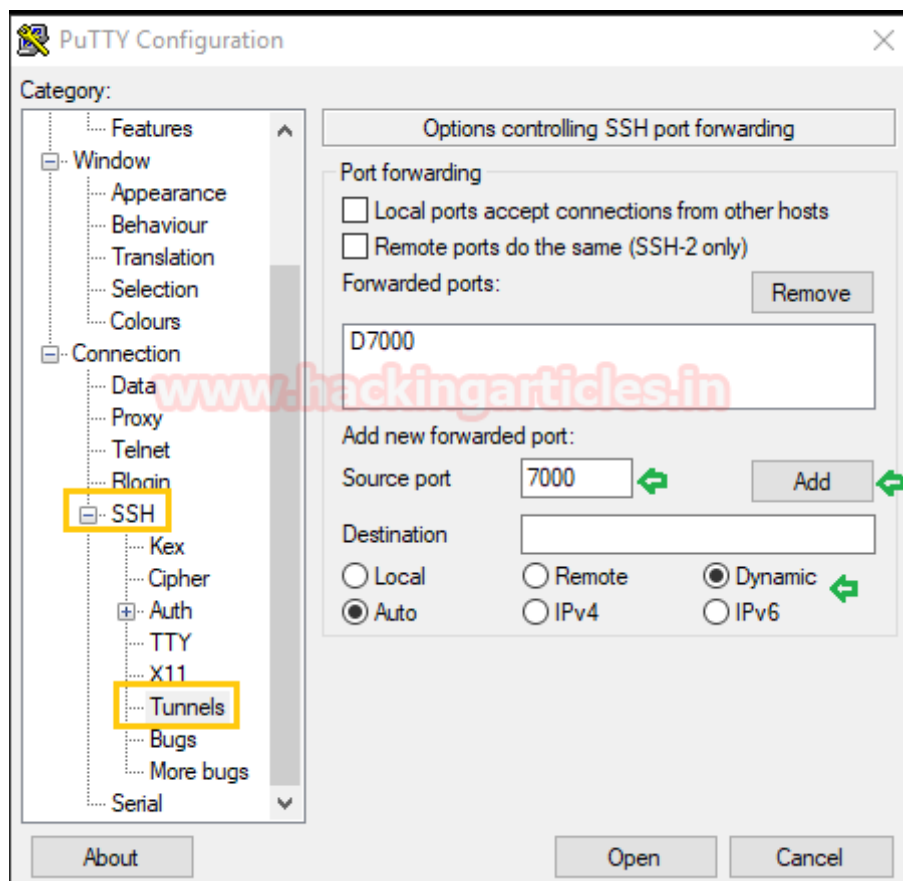 PuTTY Configuration
Category:
Features
Window
Appearance
Behaviour
Translation
Selection
Colours
Connection
Data
Proxy
Telnet
Rlogin
SSH
Kex
Cipher
Auth
TTY
X11
Tunnels
Bugs
More bugs
Serial
Options controlling SSH port forwarding
Port forwarding
Local ports accept connections from other hosts
Remote ports do the same (SSH-2 only)
Forwarded ports:
Remove
D7000
www.hackingarticles.in
Add new forwarded port:
Source port 7000 Add
Destination
Local Remote Dynamic
Auto IPv4 IPv6
About Open Cancel